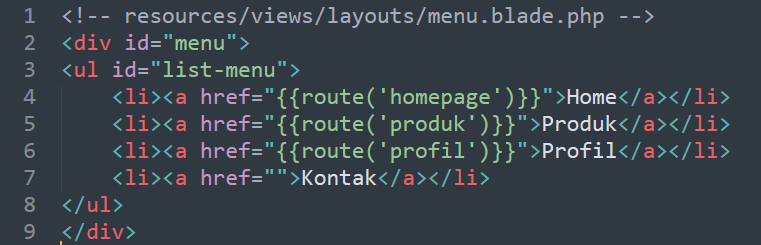 1 <!-- resources/views/layouts/menu.blade.php -->
2 <div id="menu">
3 <ul id="list-menu">
4     <li><a href="{{route('homepage')}}">Home</a></li>
5     <li><a href="{{route('produk')}}">Produk</a></li>
6     <li><a href="{{route('profil')}}">Profil</a></li>
7     <li><a href="">Kontak</a></li>
8 </ul>
9 </div>